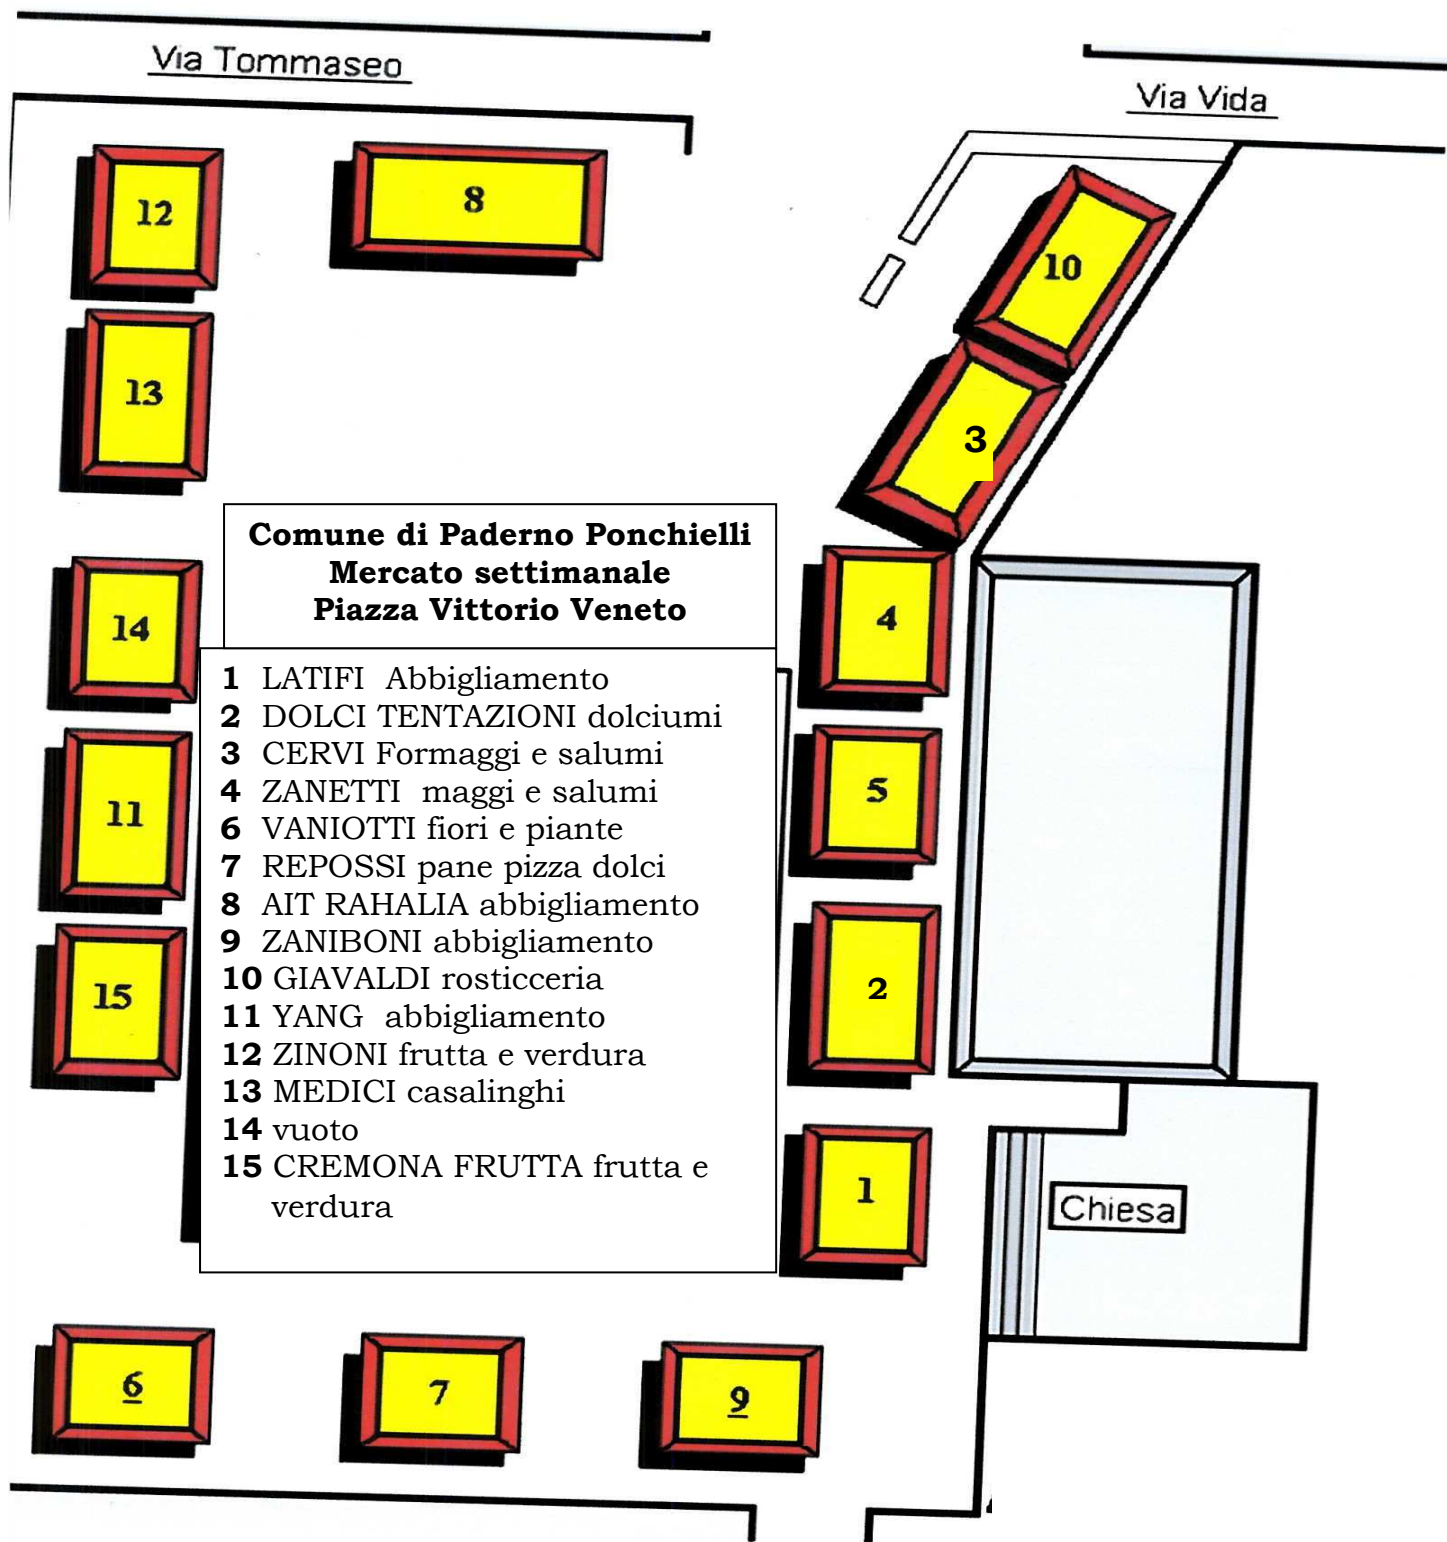 Via Tommaseo
Via Vida
12
8
10
13
3
Comune di Paderno Ponchielli
Mercato settimanale
Piazza Vittorio Veneto
14
4
1 LATIFI Abbigliamento
2 DOLCI TENTAZIONI dolciumi
3 CERVI Formaggi e salumi
4 ZANETTI maggi e salumi
6 VANIOTTI fiori e piante
7 REPOSSI pane pizza dolci
8 AIT RAHALIA abbigliamento
9 ZANIBONI abbigliamento
10 GIAVALDI rosticceria
11 YANG abbigliamento
12 ZINONI frutta e verdura
13 MEDICI casalinghi
14 vuoto
15 CREMONA FRUTTA frutta e
verdura
11
5
15
2
1
Chiesa
6
7
9